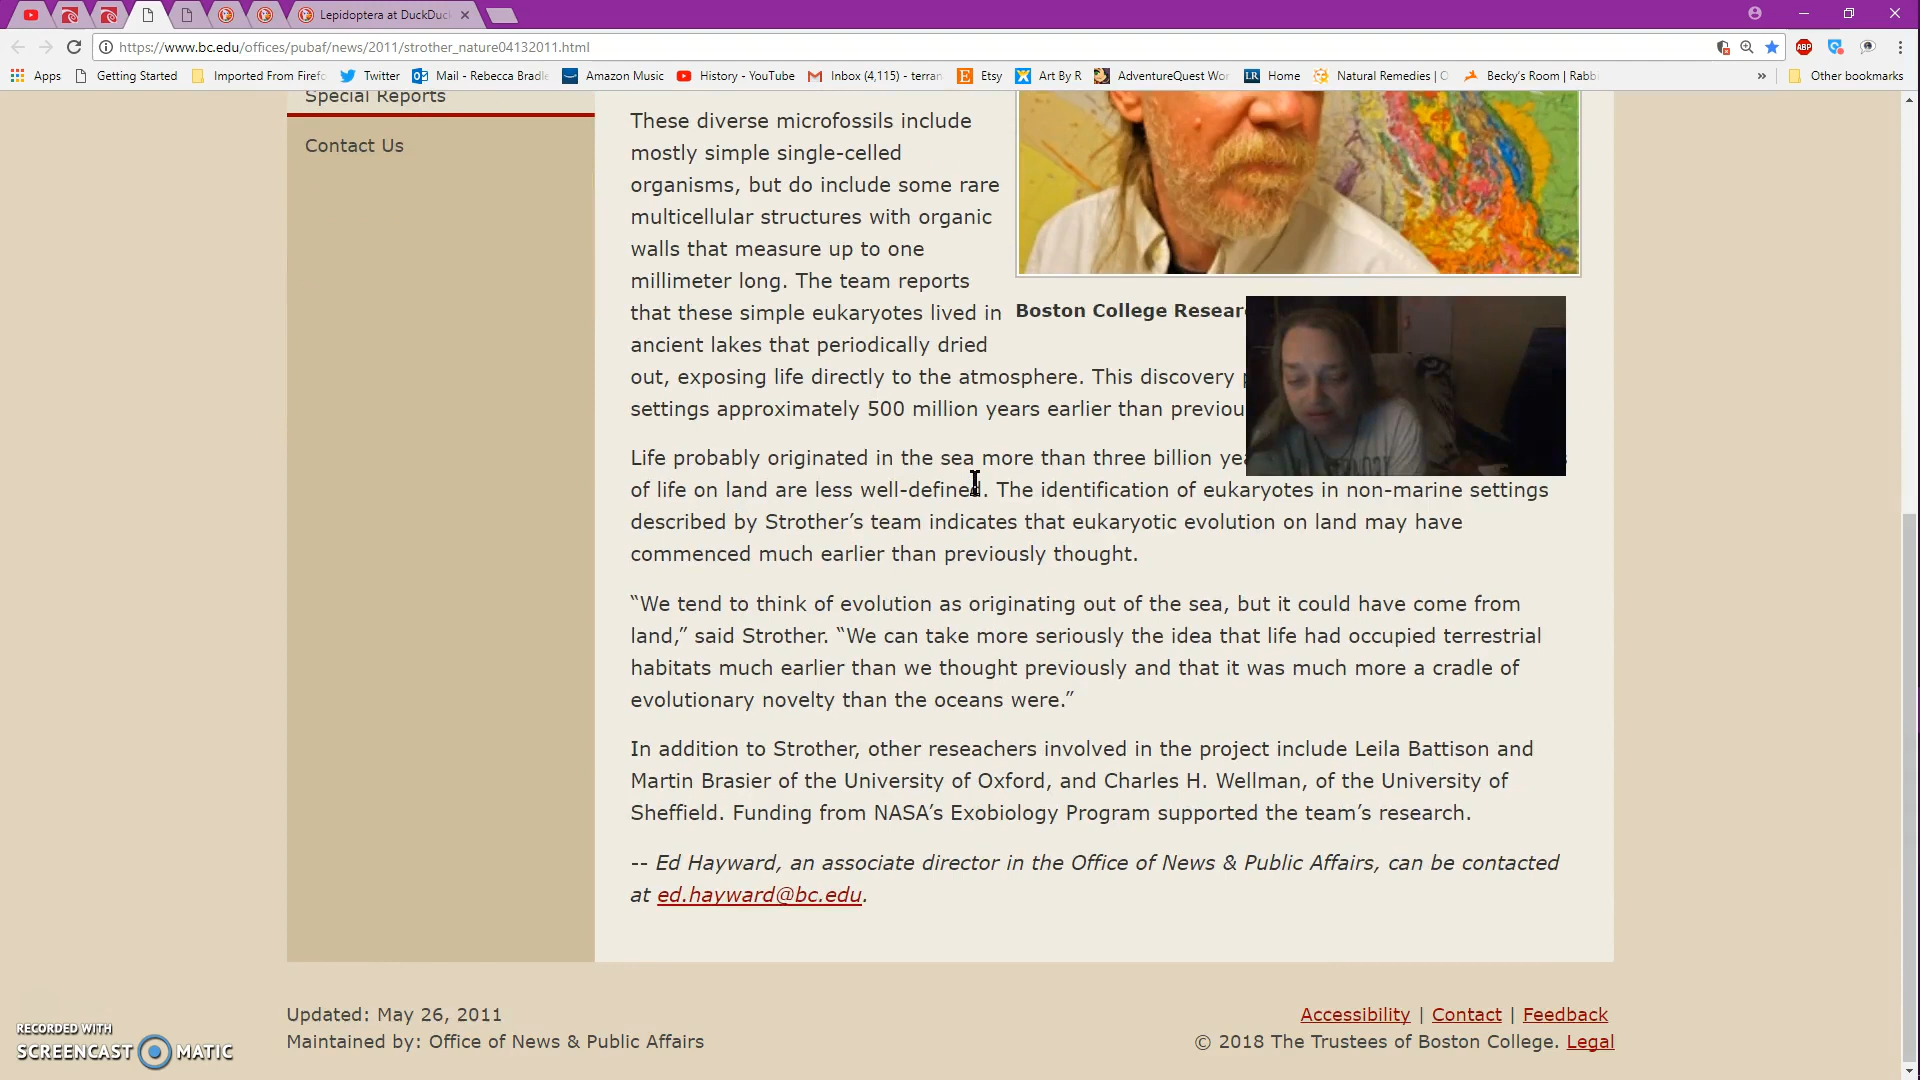 Lepidoptera at DuckDuc
https://www.bc.edu/offices/pubaf/news/2011/strother_nature04132011.html
Apps Getting Started Imported From Firefo Twitter Mail - Rebecca Bradle Amazon Music History - YouTube Inbox (4,115) - terran Etsy Art By R AdventureQuest Wor Home Natural Remedies | Becky's Room | Rabb » Other bookmarks
ABP
LR
Special Reports
Contact Us
These diverse microfossils include
mostly simple single-celled
organisms, but do include some rare
multicellular structures with organic
walls that measure up to one
millimeter long. The team reports
that these simple eukaryotes lived in
ancient lakes that periodically dried
out, exposing life directly to the atmosphere. This discovery p
settings approximately 500 million years earlier than previou
Boston College Resear
Life probably originated in the sea more than three billion yea
of life on land are less well-defined. The identification of eukaryotes in non-marine settings
described by Strother’s team indicates that eukaryotic evolution on land may have
commenced much earlier than previously thought.
“We tend to think of evolution as originating out of the sea, but it could have come from
land,” said Strother. “We can take more seriously the idea that life had occupied terrestrial
habitats much earlier than we thought previously and that it was much more a cradle of
evolutionary novelty than the oceans were.”
In addition to Strother, other reseachers involved in the project include Leila Battison and
Martin Brasier of the University of Oxford, and Charles H. Wellman, of the University of
Sheffield. Funding from NASA’s Exobiology Program supported the team’s research.
-- Ed Hayward, an associate director in the Office of News & Public Affairs, can be contacted
at ed.hayward@bc.edu.
Updated: May 26, 2011
Maintained by: Office of News & Public Affairs
Accessibility | Contact | Feedback
© 2018 The Trustees of Boston College. Legal
RECORDED WITH
SCREENCAST MATIC